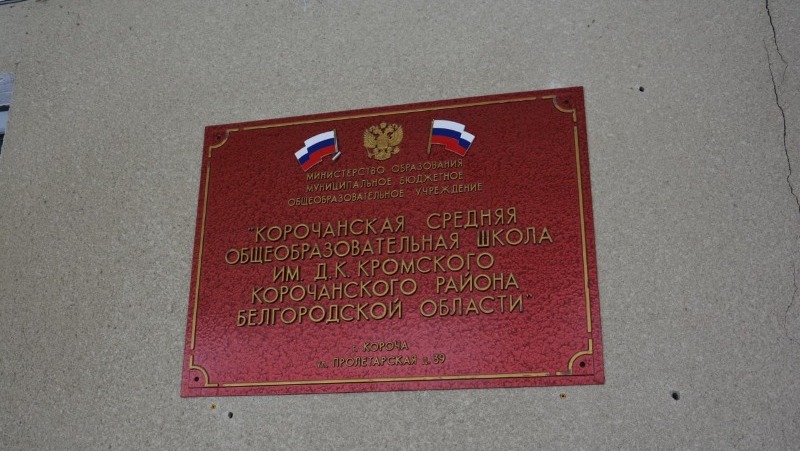 МИНИСТЕРСТВО ОБРАЗОВАНИЯ
МУНИЦИПАЛЬНОЕ БЮДЖЕТНОЕ
ОБЩЕОБРАЗОВАТЕЛЬНОЕ УЧРЕЖДЕНИЕ
"КОРОЧАНСКАЯ СРЕДНЯЯ
ОБЩЕОБРАЗОВАТЕЛЬНАЯ ШКОЛА
ИМ. Д.К. КРОМСКОГО
КОРОЧАНСКОГО РАЙОНА
БЕЛГОРОДСКОЙ ОБЛАСТИ"
г. КОРОЧА
ул. ПРОЛЕТАРСКАЯ д. 39